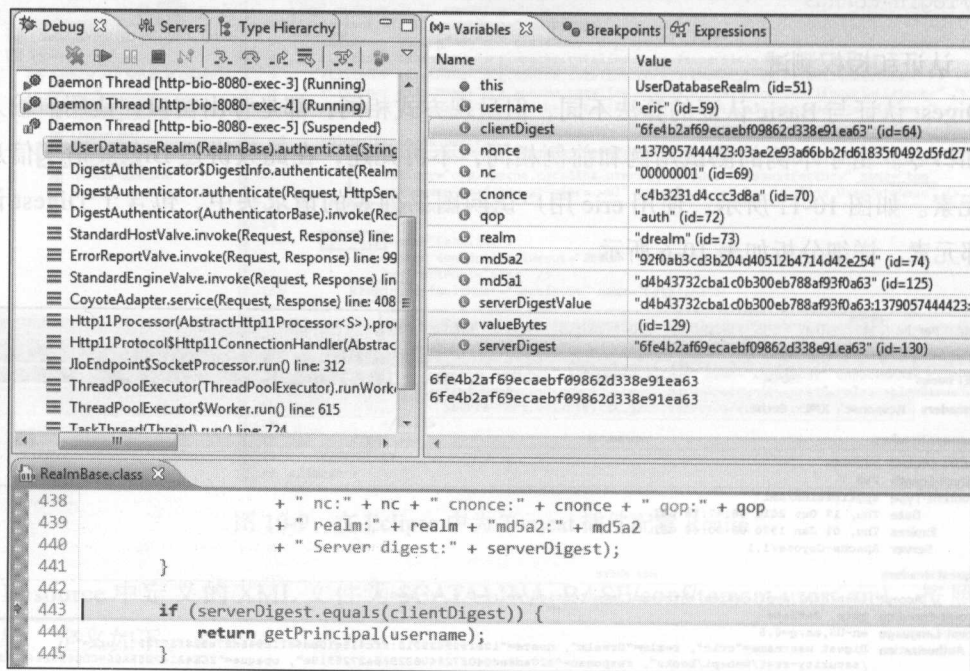 Debug
Servers
Type Hierarchy
Daemon Thread [http-bio-8080-exec-3] (Running)
Daemon Thread [http-bio-8080-exec-4] (Running)
Daemon Thread [http-bio-8080-exec-5] (Suspended)
UserDatabaseRealm(RealmBase).authenticate(String
DigestAuthenticator$DigestInfo.authenticate(Realm
DigestAuthenticator.authenticate(Request, HttpServ
DigestAuthenticator(AuthenticatorBase).invoke(Rec
StandardHostValve.invoke(Request, Response) line:
ErrorReportValve.invoke(Request, Response) line: 99
StandardEngineValve.invoke(Request, Response) lin
CoyoteAdapter.service(Request, Response) line: 408
Http11Processor(AbstractHttp11Processor<S>).pro
Http11Protocol$Http11ConnectionHandler(Abstrac
JIoEndpoint$SocketProcessor.run() line: 312
ThreadPoolExecutor(ThreadPoolExecutor).runWork
ThreadPoolExecutor$Worker.run() line: 615
TaskThread(Thread).run() line: 724
(x)= Variables
Breakpoints
Expressions
Name Value
this UserDatabaseRealm (id=51)
username "eric" (id=59)
clientDigest "6fe4b2af69ecaebf09862d338e91ea63" (id=64)
nonce "1379057444423:03ae2e93a66bb2fd61835f0492d5fd27"
nc "00000001" (id=69)
cnonce "c4b3231d4ccc3d8a" (id=70)
qop "auth" (id=72)
realm "drealm" (id=73)
md5a2 "92f0ab3cd3b204d40512b4714d42e254" (id=74)
md5a1 "d4b43732cba1c0b300eb788af93f0a63" (id=125)
serverDigestValue "d4b43732cba1c0b300eb788af93f0a63:1379057444423:
valueBytes (id=129)
serverDigest "6fe4b2af69ecaebf09862d338e91ea63" (id=130)
6fe4b2af69ecaebf09862d338e91ea63
6fe4b2af69ecaebf09862d338e91ea63
RealmBase.class
438 + " nc:" + nc + " cnonce:" + cnonce + " qop:" + qop
439 + " realm:" + realm + "md5a2:" + md5a2
440 + " Server digest:" + serverDigest);
441 }
442
443 if (serverDigest.equals(clientDigest)) {
444 return getPrincipal(username);
445 }